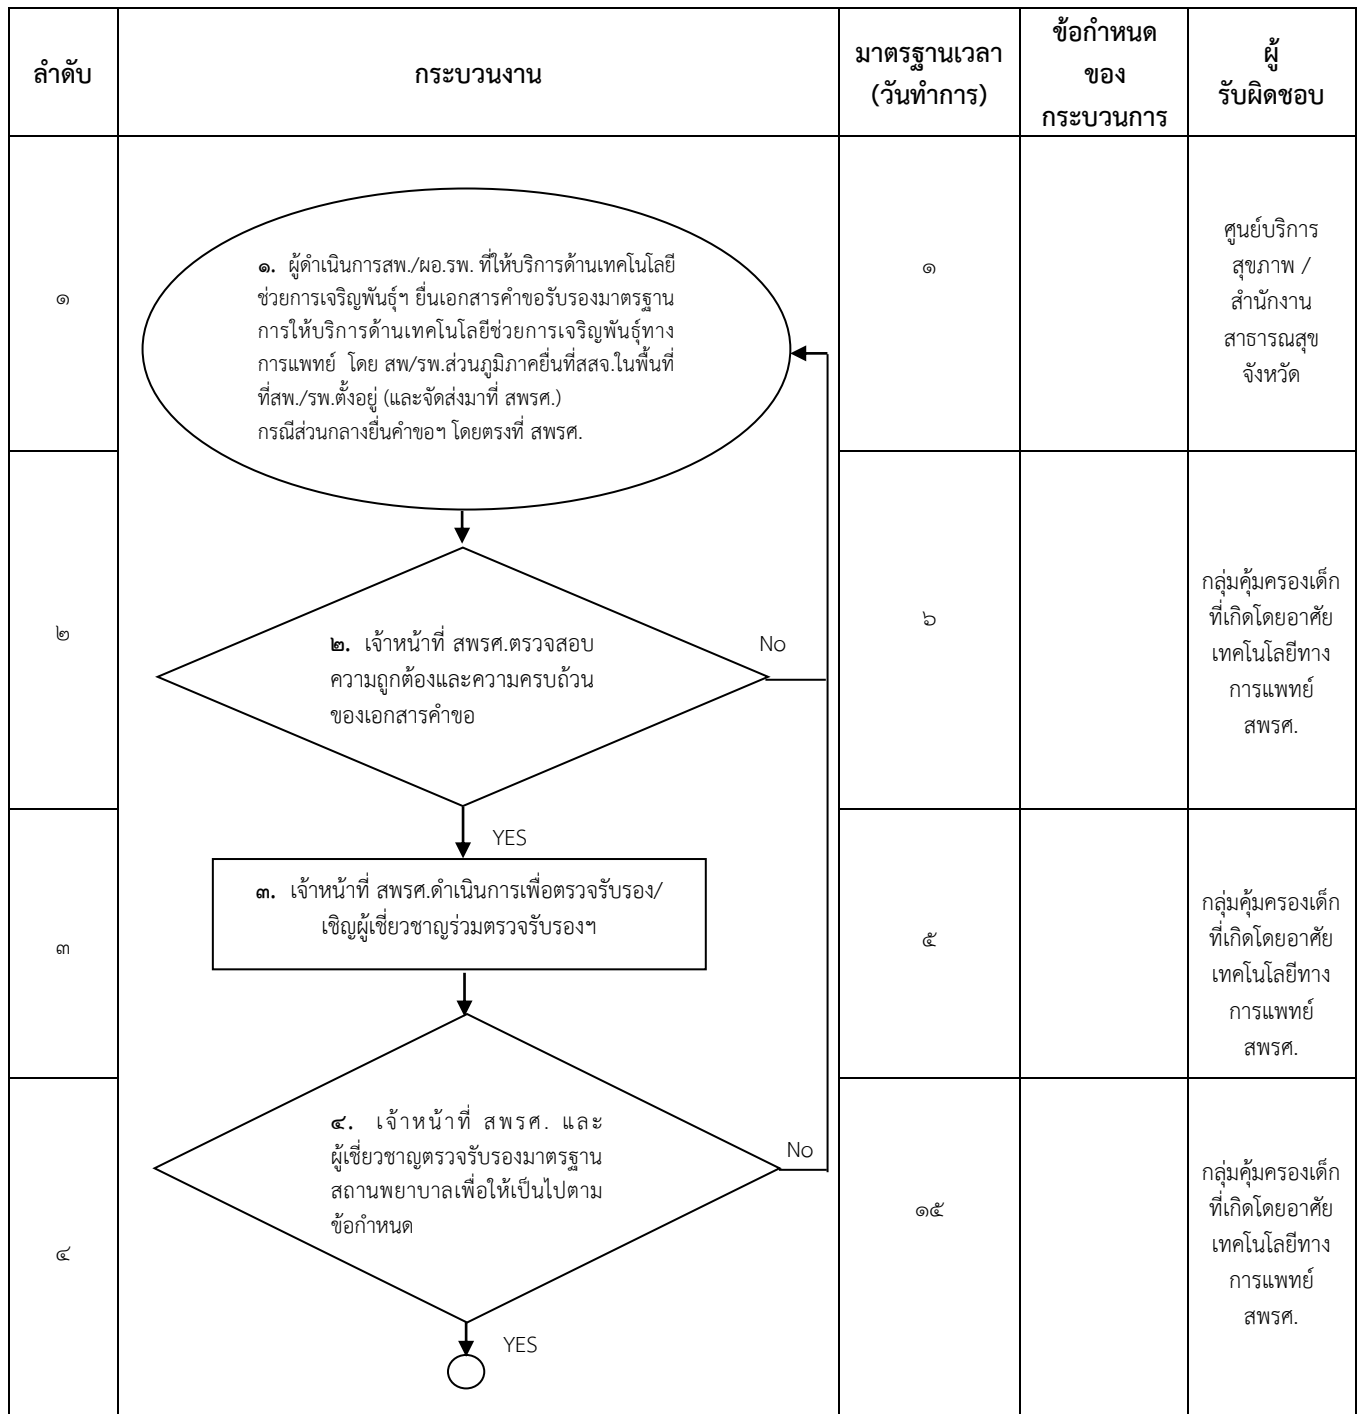 ลำดับ
กระบวนงาน
มาตรฐานเวลา
(วันทำการ)
ข้อกำหนด
ของ
กระบวนการ
ผู้
รับผิดชอบ
๑
๑. ผู้ดำเนินการสพ./ผอ.รพ. ที่ให้บริการด้านเทคโนโลยี
ช่วยการเจริญพันธุ์ฯ ยื่นเอกสารคำขอรับรองมาตรฐาน
การให้บริการด้านเทคโนโลยีช่วยการเจริญพันธุ์ทาง
การแพทย์ โดย สพ/รพ.ส่วนภูมิภาคยื่นที่สสจ.ในพื้นที่
ที่สพ./รพ.ตั้งอยู่ (และจัดส่งมาที่ สพรศ.)
กรณีส่วนกลางยื่นคำขอฯ โดยตรงที่ สพรศ.
๑
ศูนย์บริการ
สุขภาพ /
สำนักงาน
สาธารณสุข
จังหวัด
๒
๒. เจ้าหน้าที่ สพรศ.ตรวจสอบ
ความถูกต้องและความครบถ้วน
ของเอกสารคำขอ
No
๖
กลุ่มคุ้มครองเด็ก
ที่เกิดโดยอาศัย
เทคโนโลยีทาง
การแพทย์
สพรศ.
YES
๓
๓. เจ้าหน้าที่ สพรศ.ดำเนินการเพื่อตรวจรับรอง/
เชิญผู้เชี่ยวชาญร่วมตรวจรับรองฯ
๕
กลุ่มคุ้มครองเด็ก
ที่เกิดโดยอาศัย
เทคโนโลยีทาง
การแพทย์
สพรศ.
๔
๔. เจ้าหน้าที่ สพรศ. และ
ผู้เชี่ยวชาญตรวจรับรองมาตรฐาน
สถานพยาบาลเพื่อให้เป็นไปตาม
ข้อกำหนด
No
๑๕
กลุ่มคุ้มครองเด็ก
ที่เกิดโดยอาศัย
เทคโนโลยีทาง
การแพทย์
สพรศ.
YES